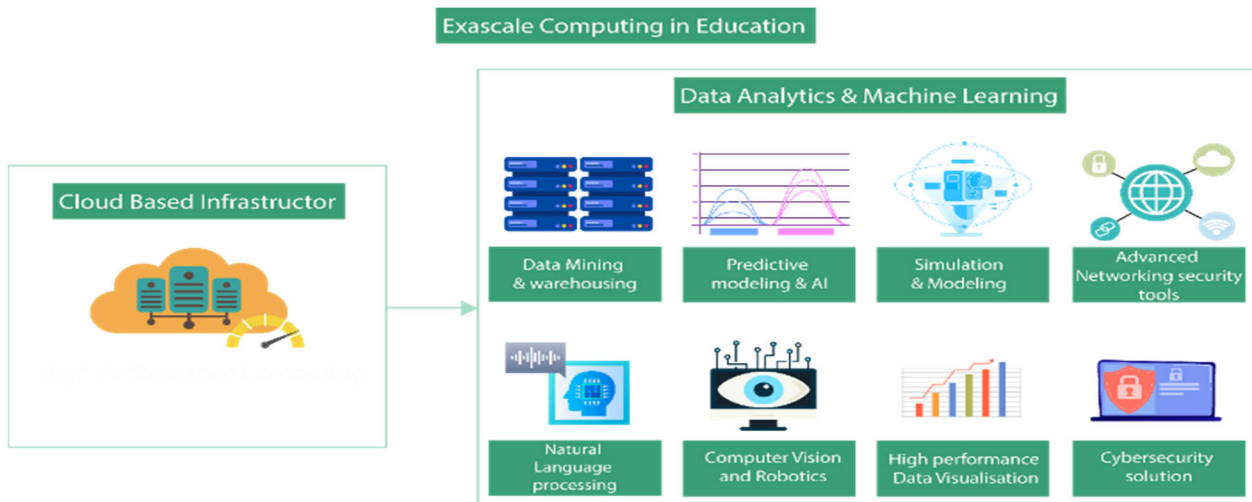 Exascale Computing in Education
Data Analytics & Machine Learning
Cloud Based Infrastructor
Data Mining
& warehousing
Predictive
modeling & AI
Simulation
& Modeling
Advanced
Networking security
tools
Natural
Language
processing
Computer Vision
and Robotics
High performance
Data Visualisation
Cybersecurity
solution